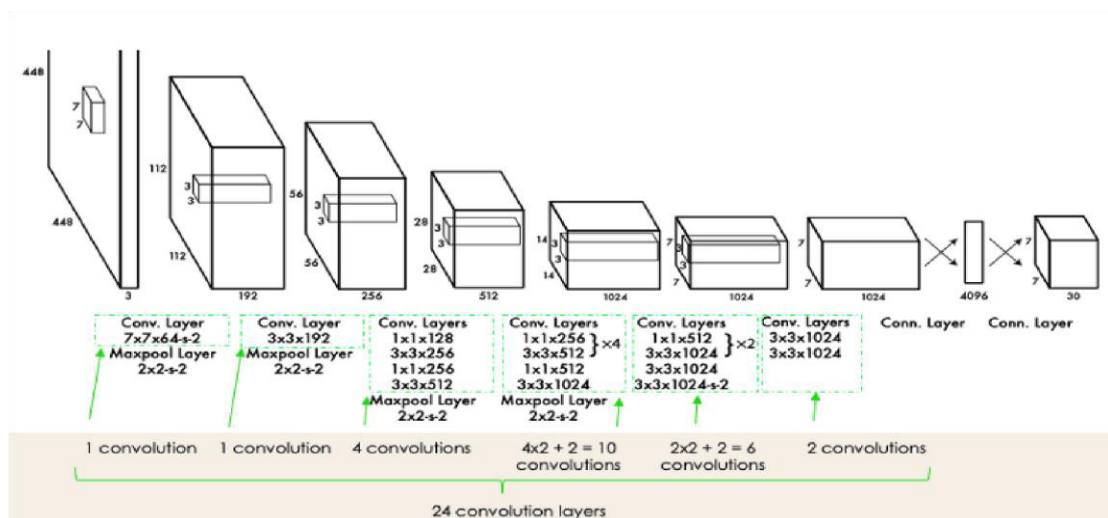 448
7
7
448
3
112
3
3
112
192
56
3
3
56
256
28
3
3
28
512
14
3
3
14
1024
7
3
3
7
1024
7
7
1024
4096
7
7
30
Conv. Layer
7x7x64-s-2
Maxpool Layer
2x2-s-2
Conv. Layer
3x3x192
Maxpool Layer
2x2-s-2
Conv. Layers
1x1x128
3x3x256
1x1x256
3x3x512
Maxpool Layer
2x2-s-2
Conv. Layers
1x1x256
3x3x512
}×4
1x1x512
3x3x1024
Maxpool Layer
2x2-s-2
Conv. Layers
1x1x512
3x3x1024
}×2
3x3x1024
3x3x1024-s-2
Conv. Layers
3x3x1024
3x3x1024
Conn. Layer
Conn. Layer
1 convolution
1 convolution
4 convolutions
4x2 + 2 = 10
convolutions
2x2 + 2 = 6
convolutions
2 convolutions
24 convolution layers